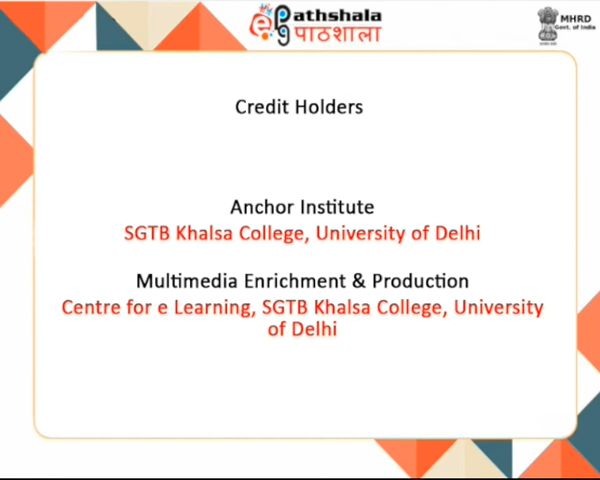 ePathshala
पाठशाला
MHRD
Govt. of India
Credit Holders
Anchor Institute
SGTB Khalsa College, University of Delhi
Multimedia Enrichment & Production
Centre for e Learning, SGTB Khalsa College, University
of Delhi